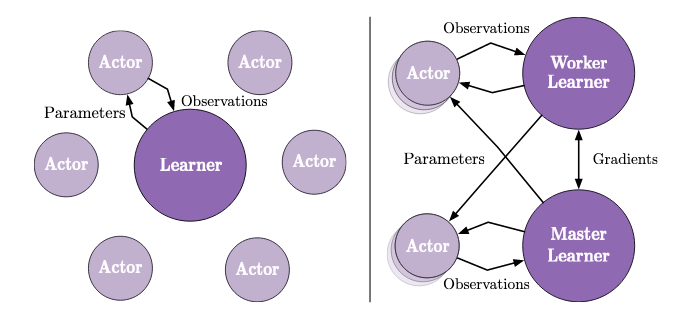 Actor
Actor
Parameters
Observations
Actor
Learner
Actor
Actor
Actor
Observations
Actor
Worker
Learner
Parameters
Gradients
Actor
Master
Learner
Observations